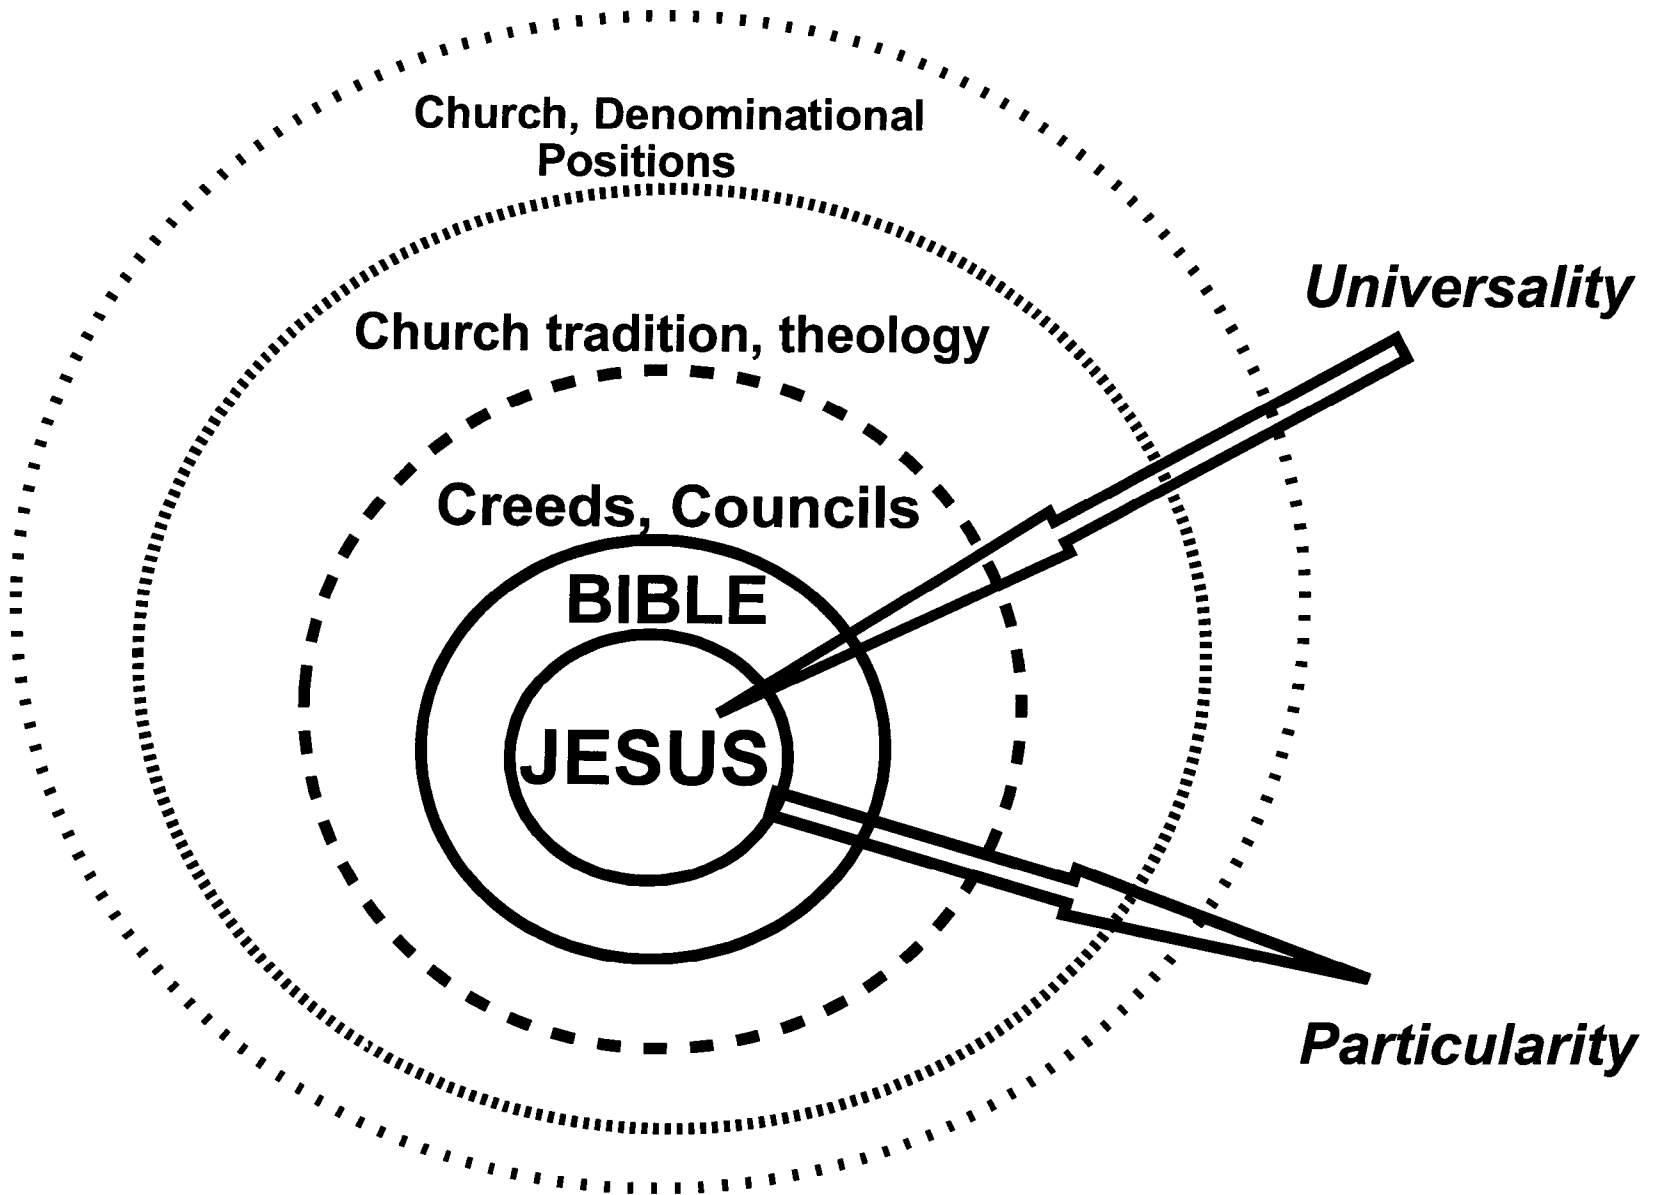 Church, Denominational
Positions
Universality
Church tradition, theology
Creeds, Councils
BIBLE
JESUS
Particularity